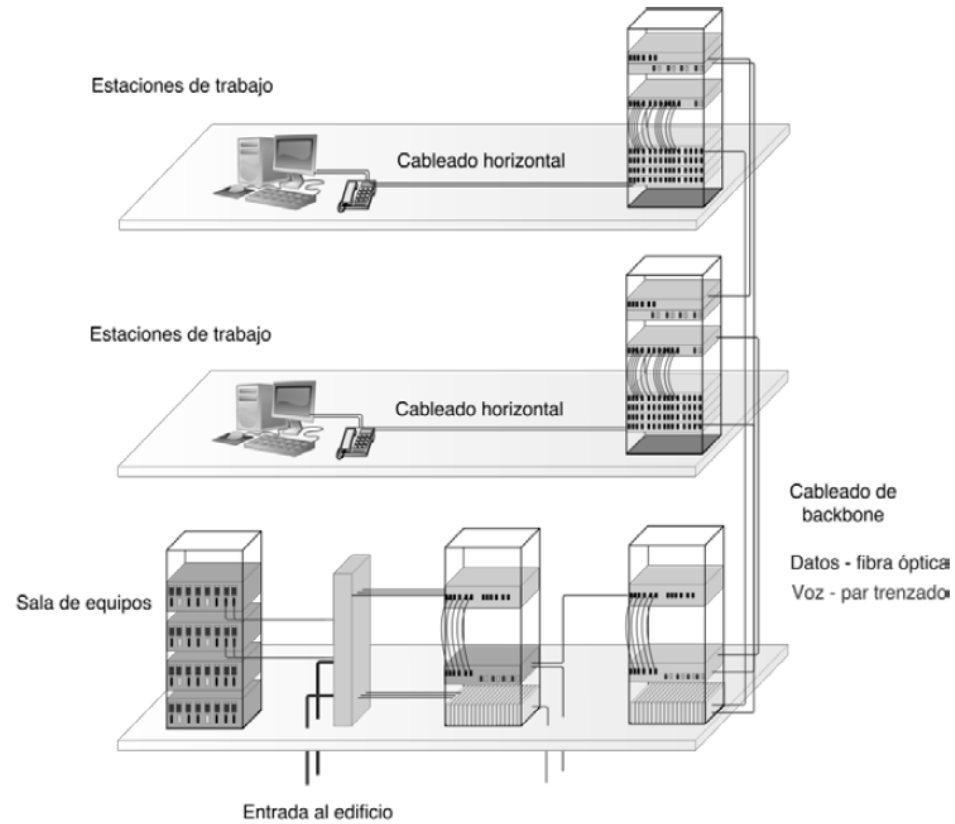 Estaciones de trabajo
Cableado horizontal
Estaciones de trabajo
Cableado horizontal
Cableado de
backbone
Datos - fibra óptica
Voz - par trenzado
Sala de equipos
Entrada al edificio